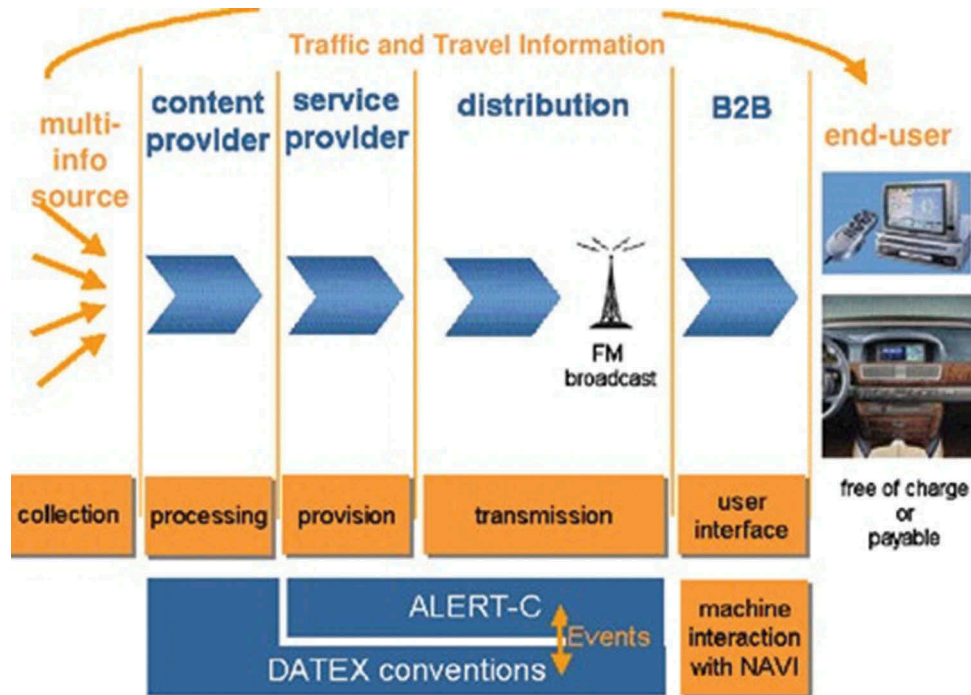 Traffic and Travel Information
multi-
info
source
content
provider
service
provider
distribution
B2B
end-user
FM
broadcast
free of charge
or
payable
collection
processing
provision
transmission
user
interface
ALERT-C
Events
DATEX conventions
machine
interaction
with NAVI